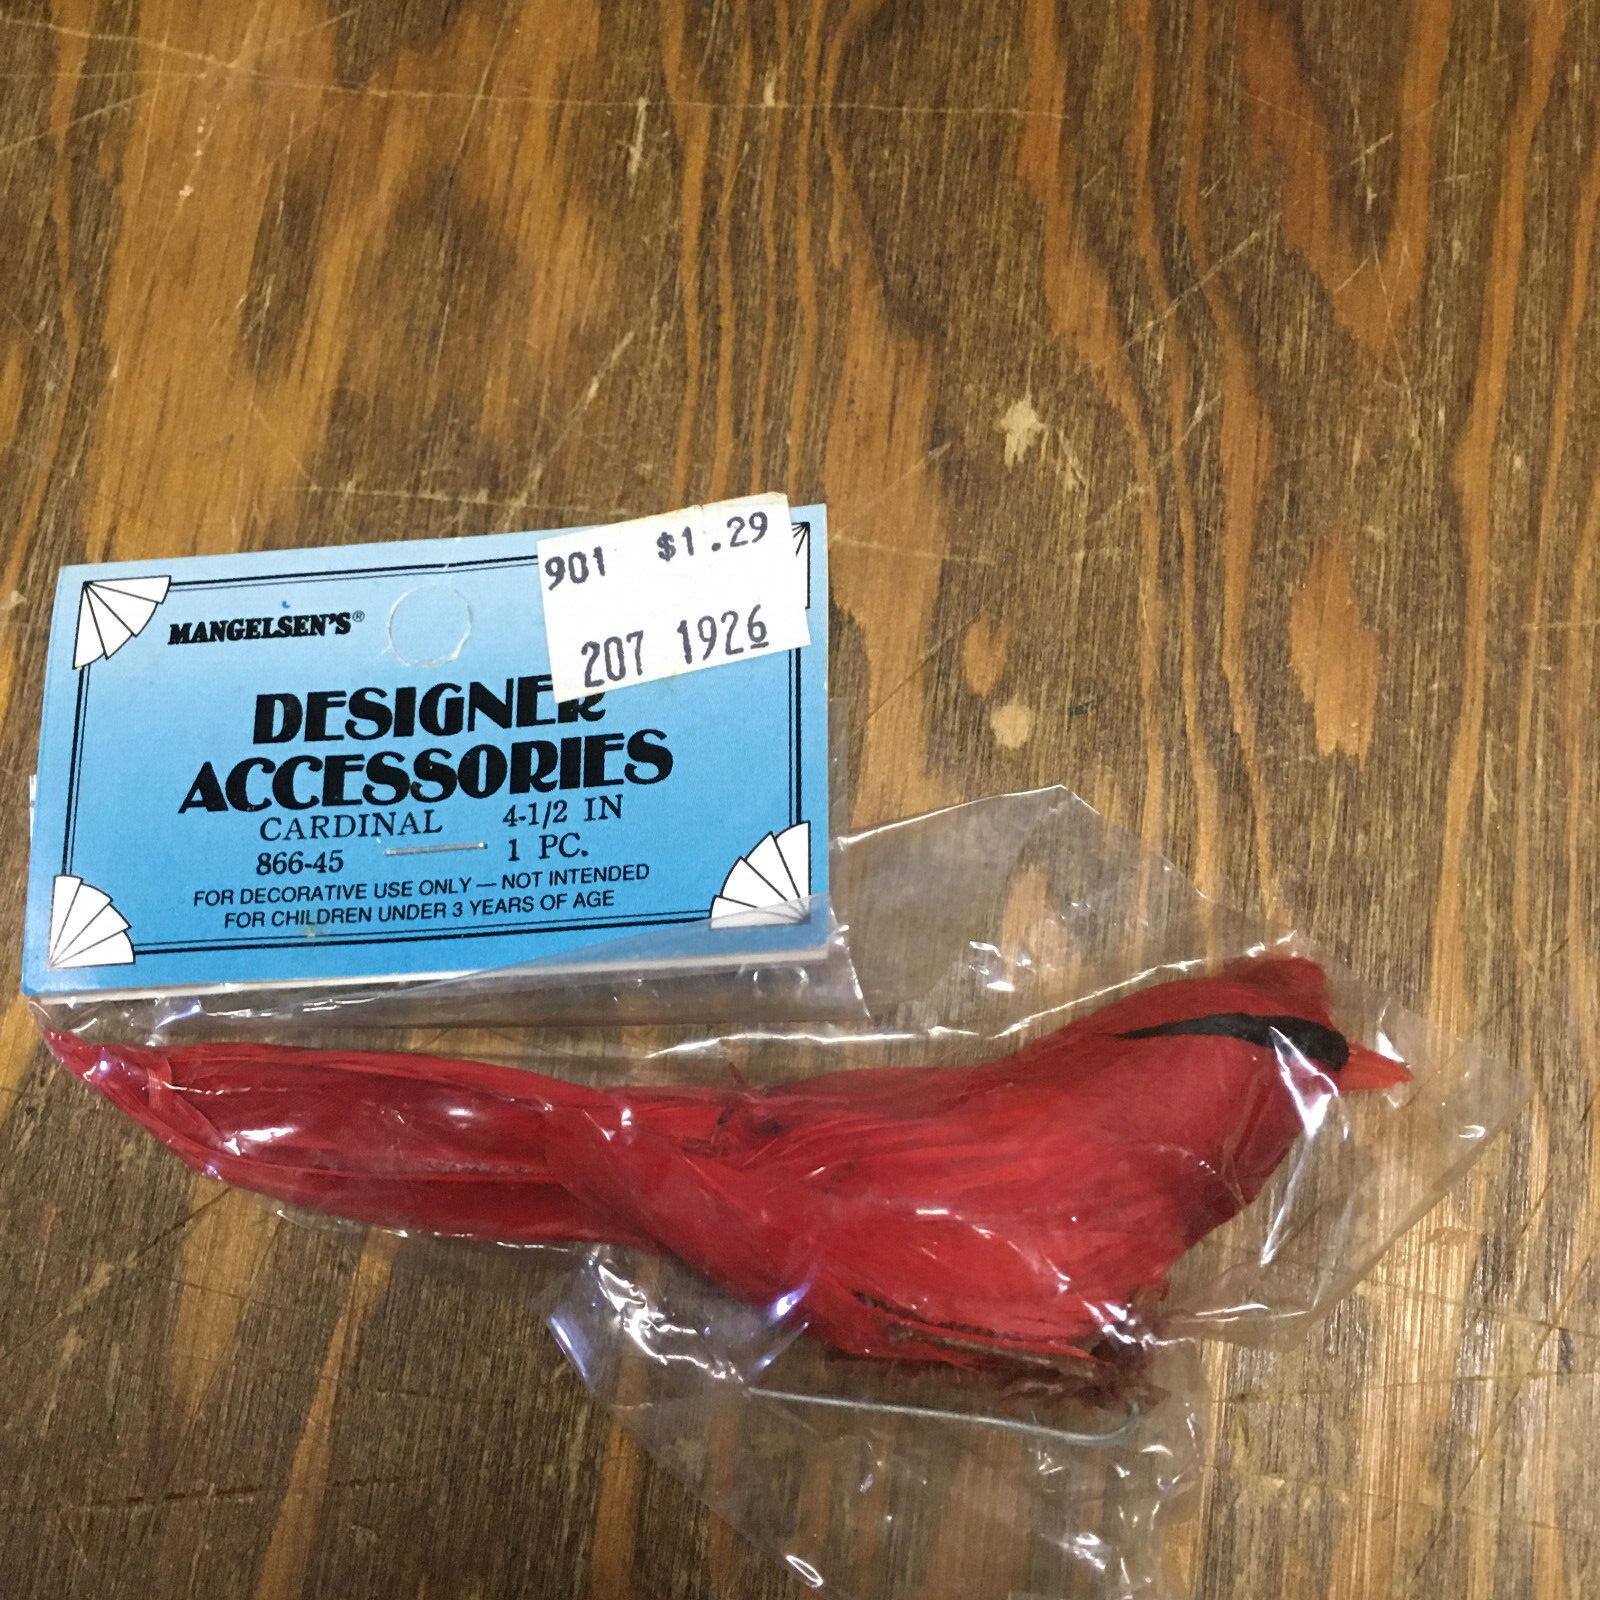 901 $1.29
207 1926
MANGELSEN'S®
DESIGNER
ACCESSORIES
CARDINAL 4-1/2 IN
866-45 1 PC.
FOR DECORATIVE USE ONLY — NOT INTENDED
FOR CHILDREN UNDER 3 YEARS OF AGE